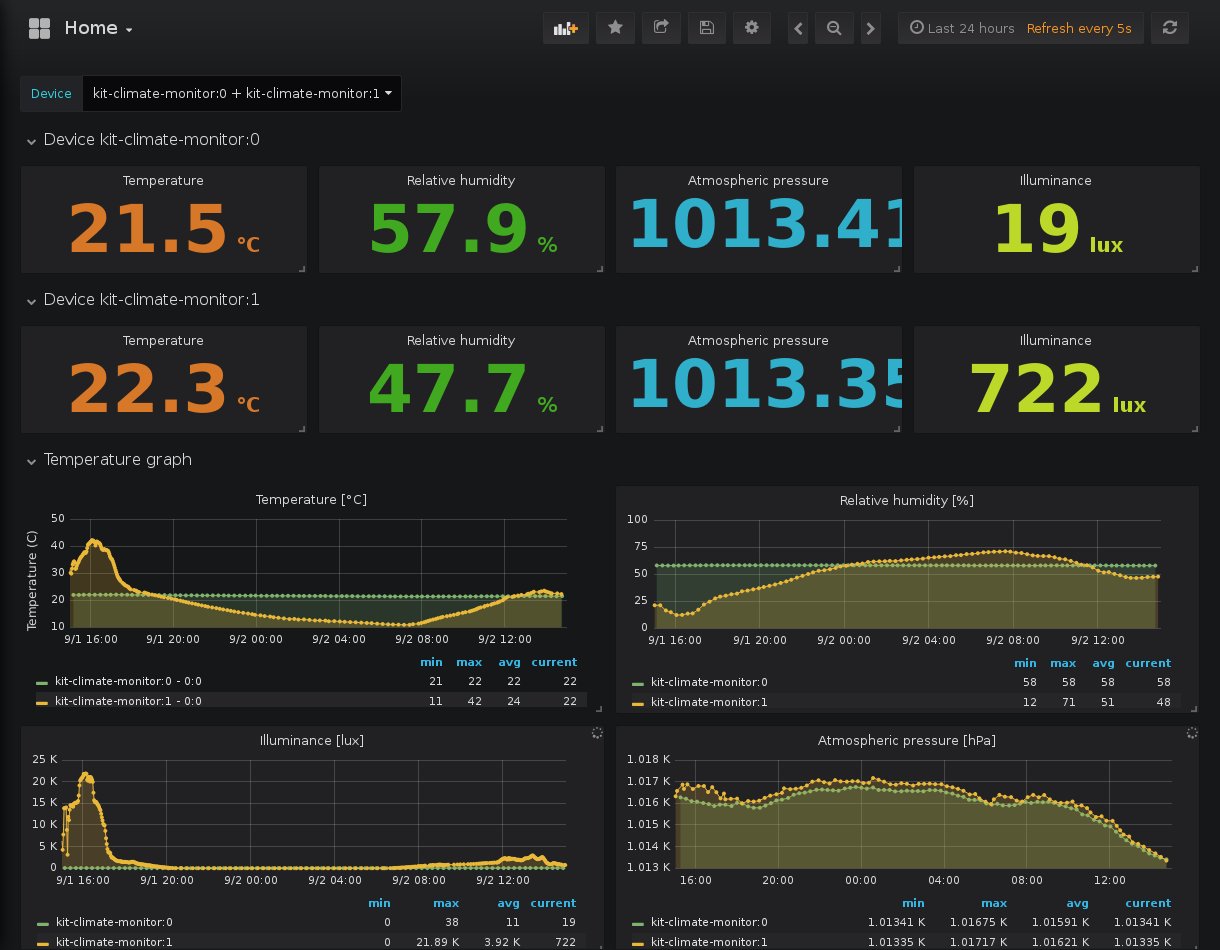 Home
Last 24 hours Refresh every 5s
Device kit-climate-monitor:0 + kit-climate-monitor:1
Device kit-climate-monitor:0
Temperature Relative humidity Atmospheric pressure Illuminance
21.5 °C 57.9 % 1013.41 19 lux
Device kit-climate-monitor:1
Temperature Relative humidity Atmospheric pressure Illuminance
22.3 °C 47.7 % 1013.35 722 lux
Temperature graph
Temperature [°C]
Temperature (C)
50
40
30
20
10
9/1 16:00 9/1 20:00 9/2 00:00 9/2 04:00 9/2 08:00 9/2 12:00
min max avg current
kit-climate-monitor:0 - 0:0 21 22 22 22
kit-climate-monitor:1 - 0:0 11 42 24 22
Relative humidity [%]
100
75
50
25
0
9/1 16:00 9/1 20:00 9/2 00:00 9/2 04:00 9/2 08:00 9/2 12:00
min max avg current
kit-climate-monitor:0 58 58 58 58
kit-climate-monitor:1 12 71 51 48
Illuminance [lux]
25 K
20 K
15 K
10 K
5 K
0
9/1 16:00 9/1 20:00 9/2 00:00 9/2 04:00 9/2 08:00 9/2 12:00
min max avg current
kit-climate-monitor:0 0 38 11 19
kit-climate-monitor:1 0 21.89 K 3.92 K 722
Atmospheric pressure [hPa]
1.018 K
1.017 K
1.016 K
1.015 K
1.014 K
1.013 K
16:00 20:00 00:00 04:00 08:00 12:00
min max avg current
kit-climate-monitor:0 1.01341 K 1.01675 K 1.01591 K 1.01341 K
kit-climate-monitor:1 1.01335 K 1.01717 K 1.01621 K 1.01335 K